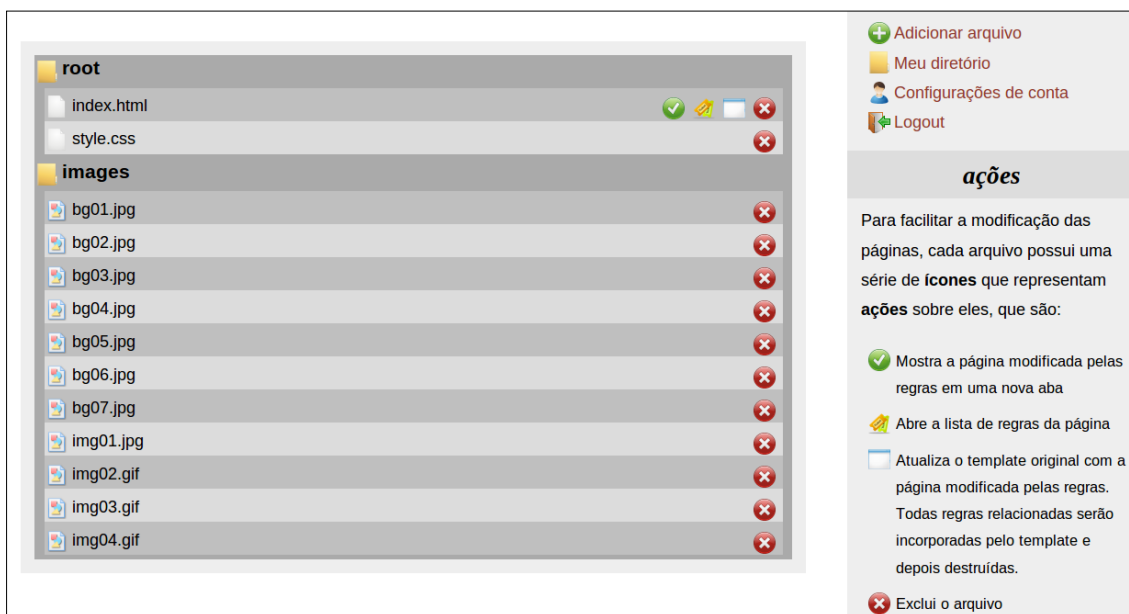 root
index.html
style.css
images
bg01.jpg
bg02.jpg
bg03.jpg
bg04.jpg
bg05.jpg
bg06.jpg
bg07.jpg
img01.jpg
img02.gif
img03.gif
img04.gif
Adicionar arquivo
Meu diretório
Configurações de conta
Logout
ações
Para facilitar a modificação das
páginas, cada arquivo possui uma
série de ícones que representam
ações sobre eles, que são:
Mostra a página modificada pelas
regras em uma nova aba
Abre a lista de regras da página
Atualiza o template original com a
página modificada pelas regras.
Todas regras relacionadas serão
incorporadas pelo template e
depois destruídas.
Exclui o arquivo